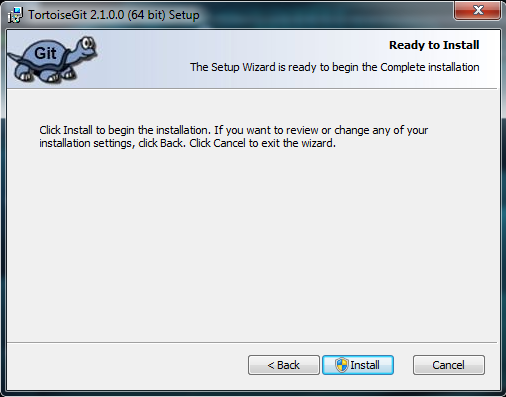 TortoiseGit 2.1.0.0 (64 bit) Setup
Git
Ready to Install
The Setup Wizard is ready to begin the Complete installation
Click Install to begin the installation. If you want to review or change any of your
installation settings, click Back. Click Cancel to exit the wizard.
< Back Install Cancel